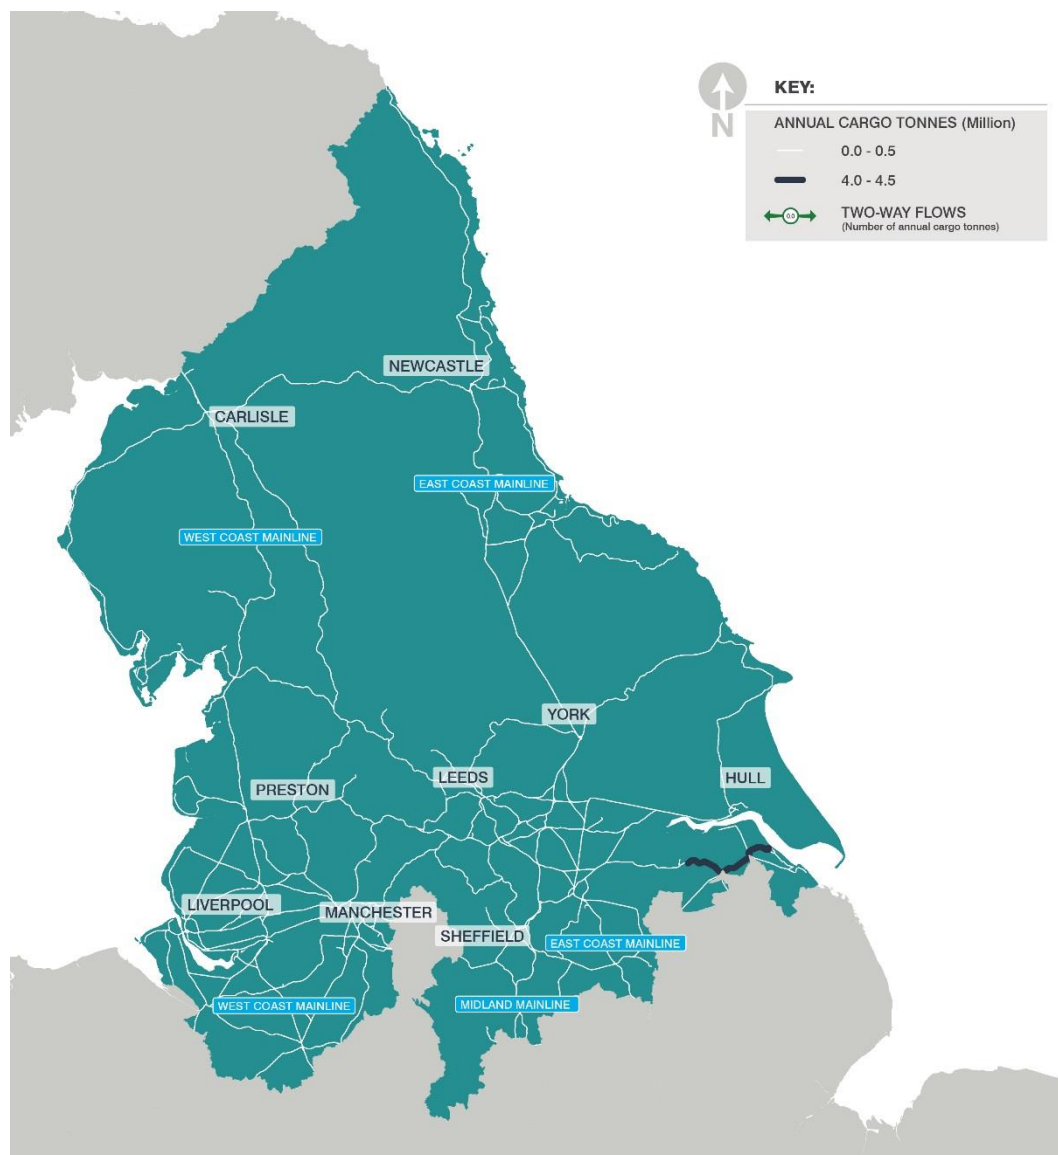 KEY:
N
ANNUAL CARGO TONNES (Million)
0.0 - 0.5
4.0 - 4.5
0.0
TWO-WAY FLOWS
(Number of annual cargo tonnes)
NEWCASTLE
CARLISLE
EAST COAST MAINLINE
WEST COAST MAINLINE
YORK
LEEDS
HULL
PRESTON
LIVERPOOL
MANCHESTER
SHEFFIELD
EAST COAST MAINLINE
WEST COAST MAINLINE
MIDLAND MAINLINE